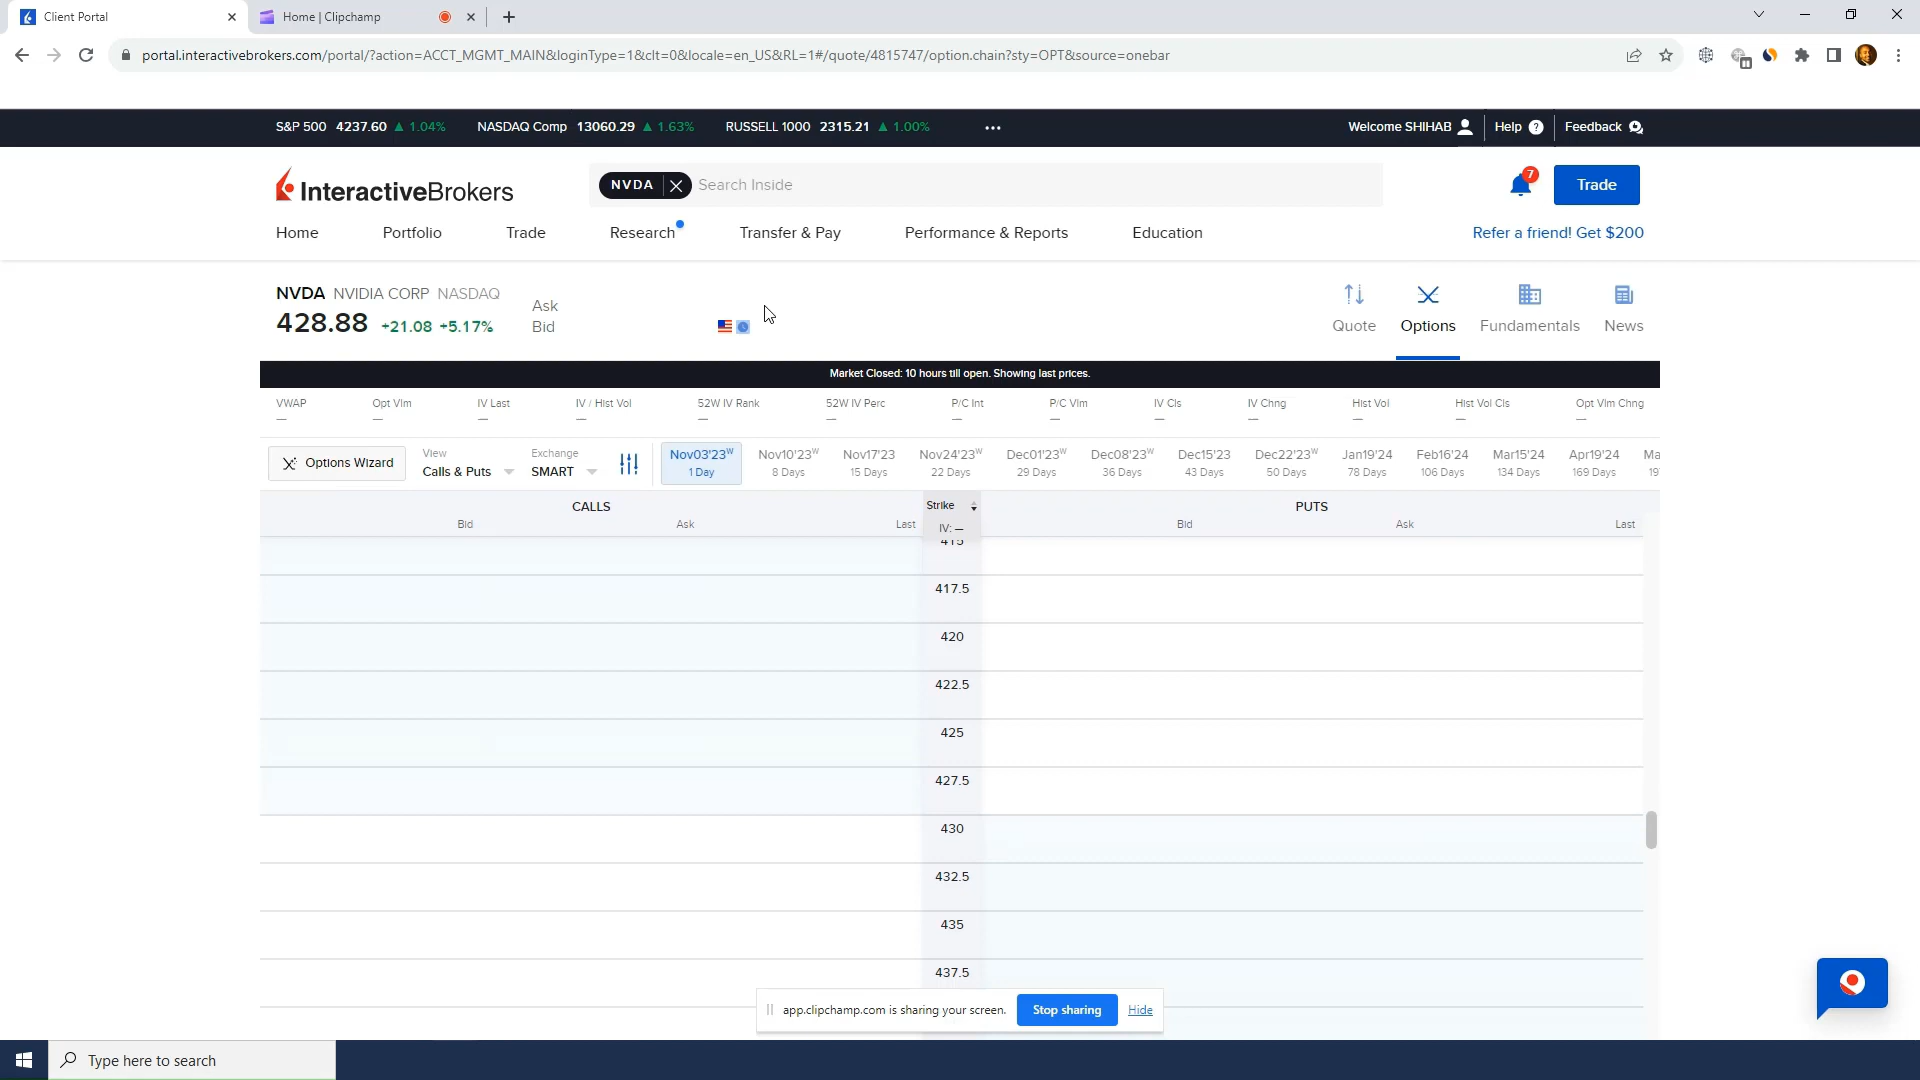 Client Portal
Home | Clipchamp
portal.interactivebrokers.com/portal/?action=ACCT_MGMT_MAIN&loginType=1&clt=0&locale=en_US&RL=1#/quote/4815747/option.chain?sty=OPT&source=onebar
S&P 500 4237.60 ▲ 1.04% NASDAQ Comp 13060.29 ▲ 1.63% RUSSELL 1000 2315.21 ▲ 1.00% •••
Welcome SHIHAB Help ? Feedback
InteractiveBrokers
NVDA Search Inside
7
Trade
Home Portfolio Trade Research Transfer & Pay Performance & Reports Education Refer a friend! Get $200
NVDA NVIDIA CORP NASDAQ
428.88 +21.08 +5.17%
Ask
Bid
Quote Options Fundamentals News
Market Closed: 10 hours till open. Showing last prices.
VWAP Opt Vlm IV Last IV / Hist Vol 52W IV Rank 52W IV Perc P/C Int P/C Vlm IV Cls IV Chng Hist Vol Hist Vol Cls Opt Vlm Chng
— — — — — — — — — — — — —
Options Wizard
View
Calls & Puts
Exchange
SMART
Nov03'23W Nov10'23W Nov17'23 Nov24'23W Dec01'23W Dec08'23W Dec15'23 Dec22'23W Jan19'24 Feb16'24 Mar15'24 Apr19'24 Ma
1 Day 8 Days 15 Days 22 Days 29 Days 36 Days 43 Days 50 Days 78 Days 106 Days 134 Days 169 Days 19
CALLS Strike PUTS
Bid Ask Last IV: — Bid Ask Last
415
417.5
420
422.5
425
427.5
430
432.5
435
437.5
app.clipchamp.com is sharing your screen. Stop sharing Hide
Type here to search